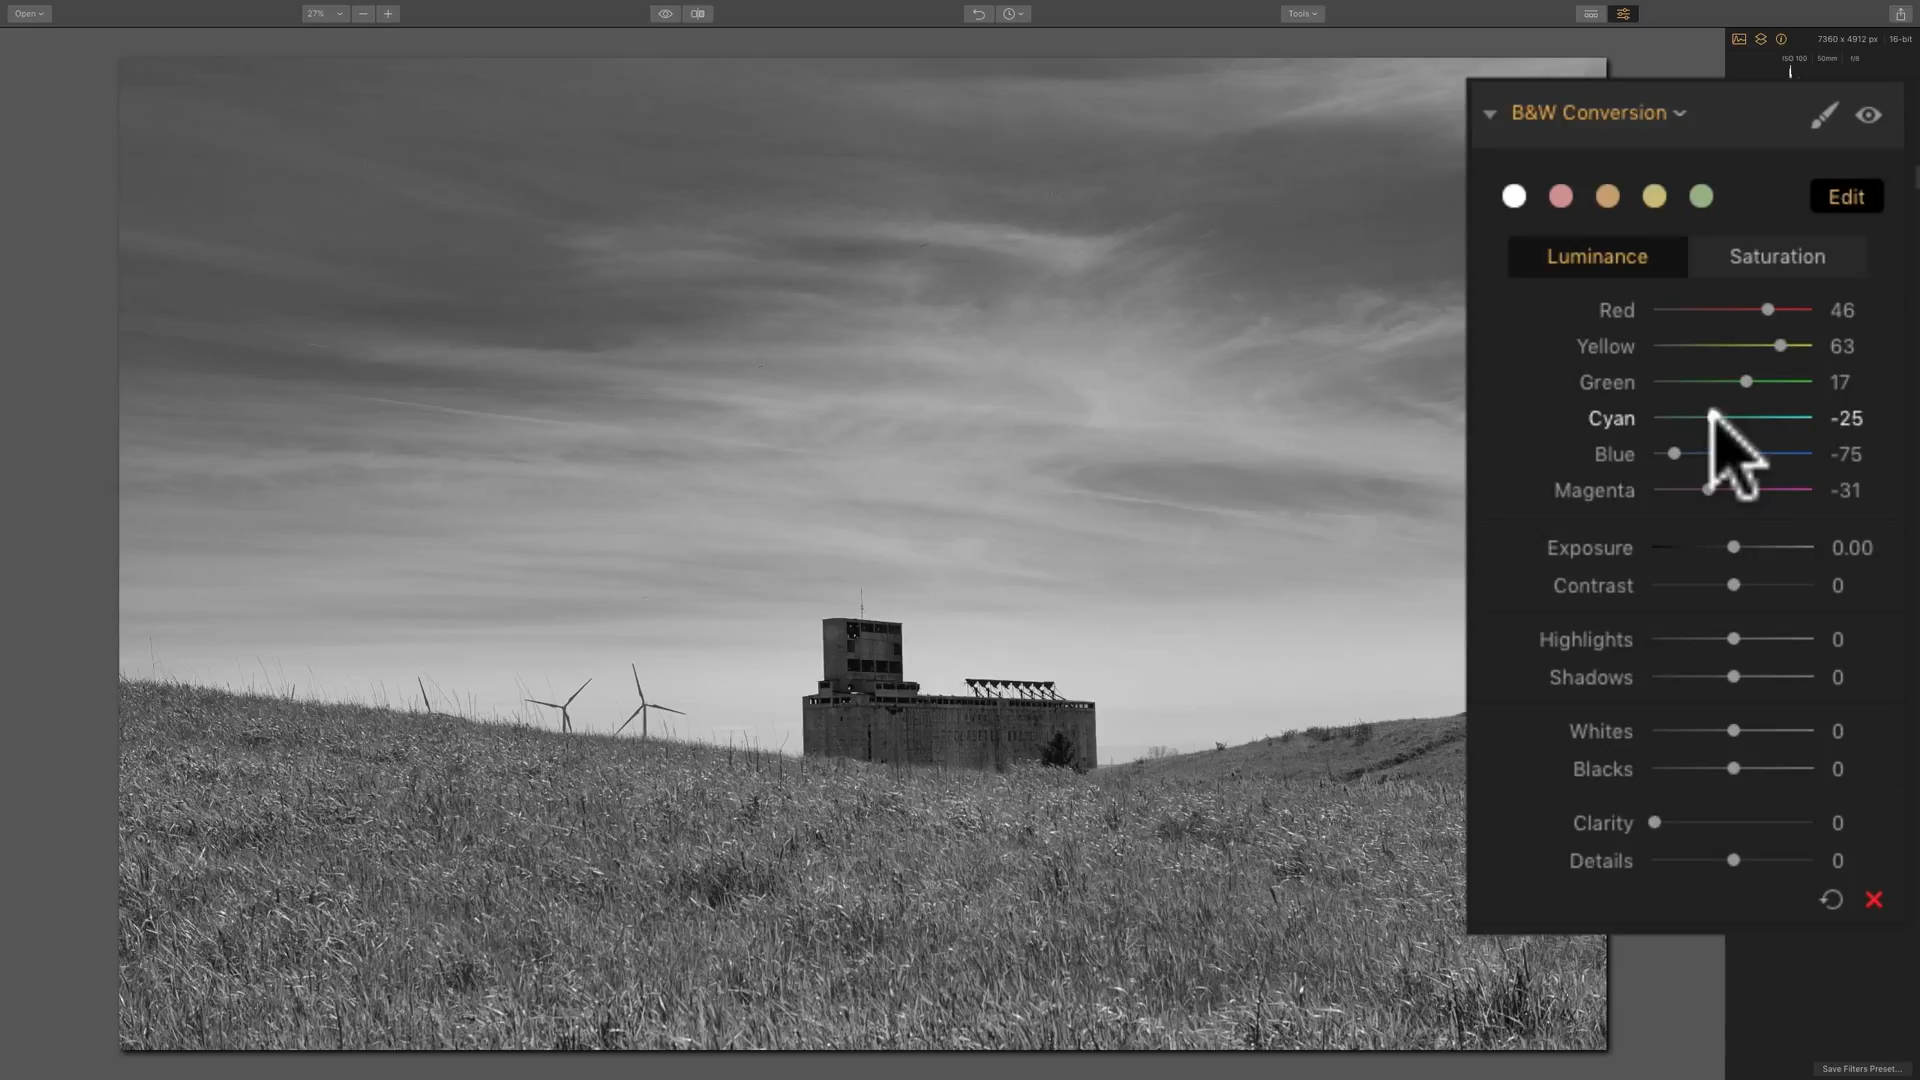 Open
27%
Tools
7360 x 4912 px 16-bit
ISO 100 50mm f/8
B&W Conversion
Edit
Luminance Saturation
Red 46
Yellow 63
Green 17
Cyan -25
Blue -75
Magenta -31
Exposure 0.00
Contrast 0
Highlights 0
Shadows 0
Whites 0
Blacks 0
Clarity 0
Details 0
Save Filters Preset...